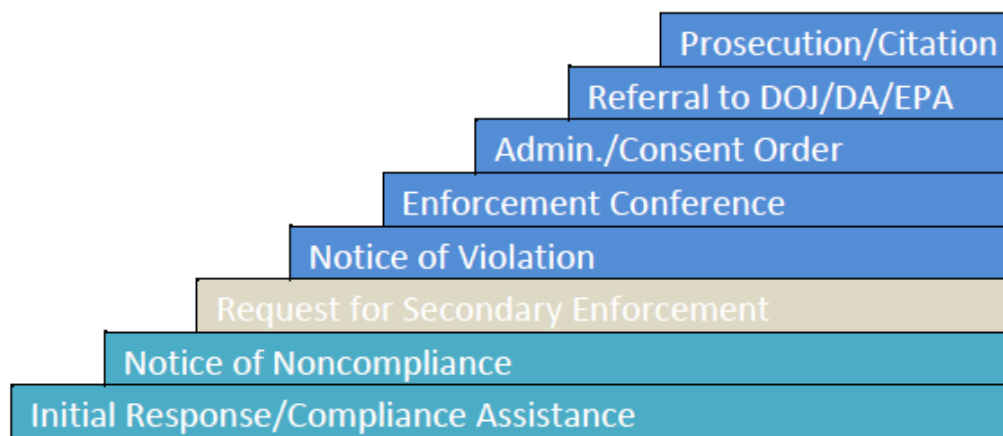 Prosecution/Citation
Referral to DOJ/DA/EPA
Admin./Consent Order
Enforcement Conference
Notice of Violation
Request for Secondary Enforcement
Notice of Noncompliance
Initial Response/Compliance Assistance